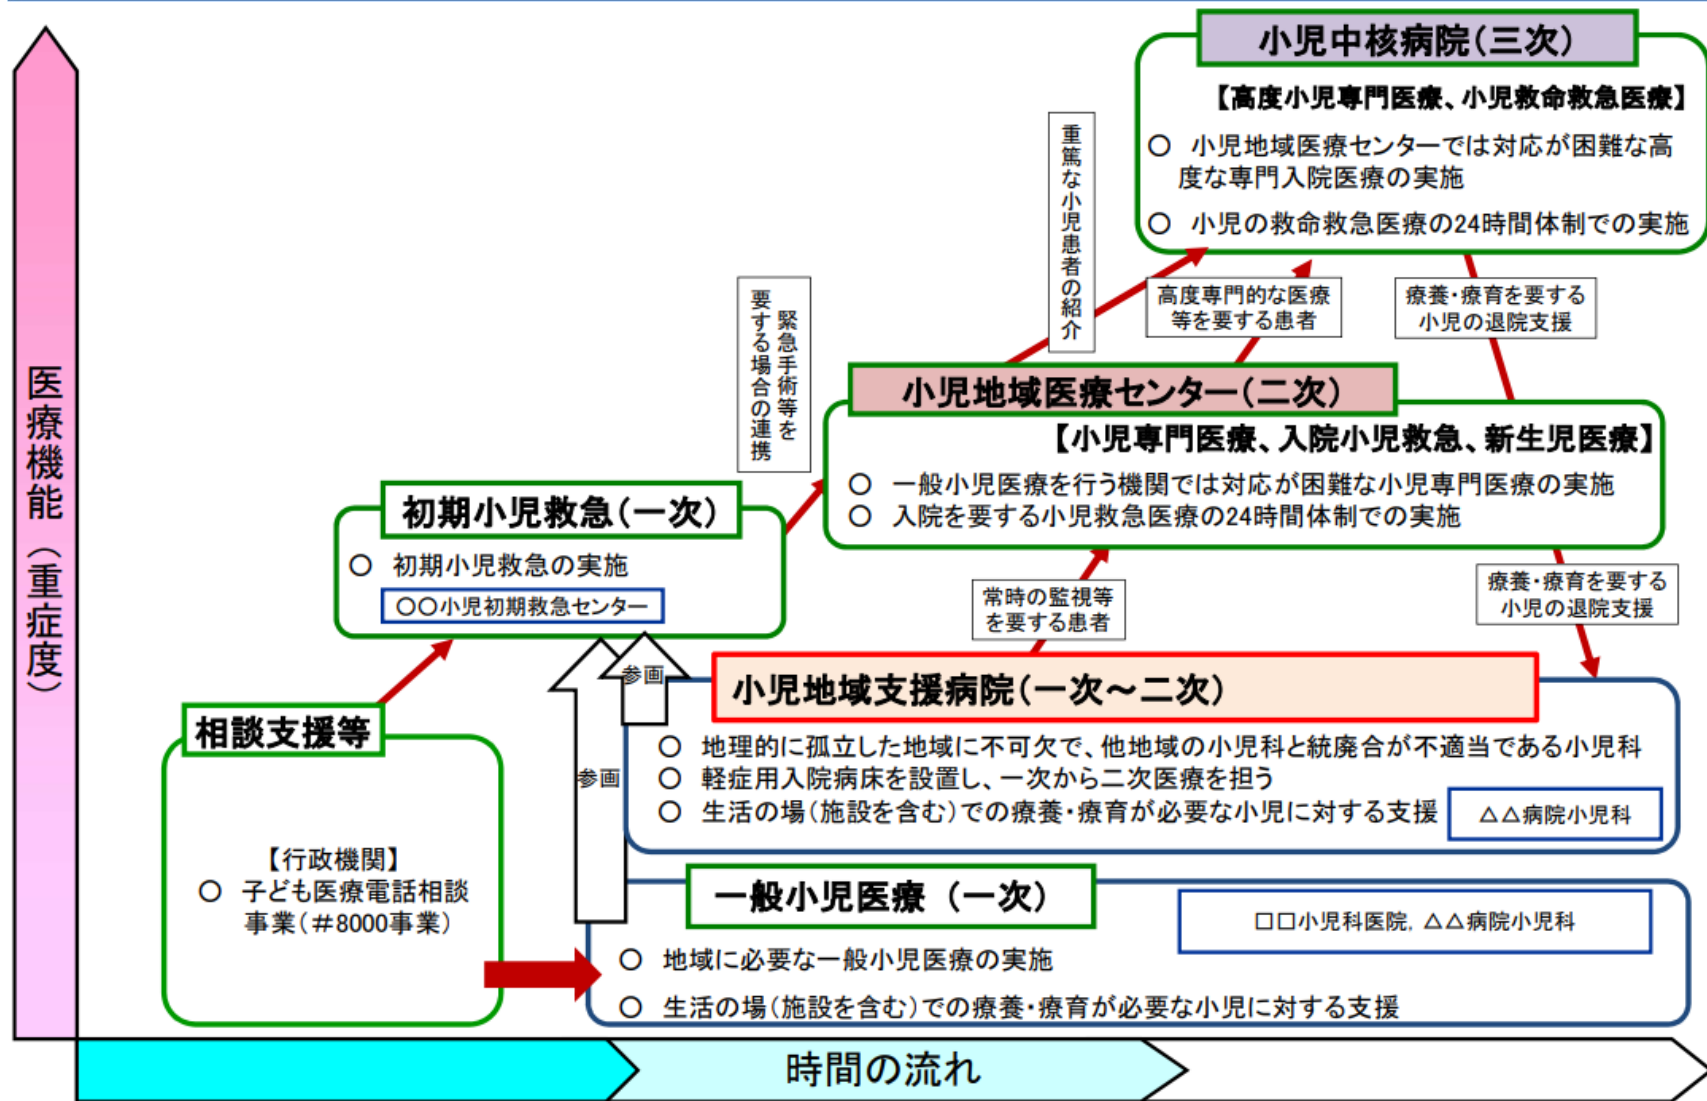 小児中核病院(三次)
【高度小児専門医療、小児救命救急医療】
○ 小児地域医療センターでは対応が困難な高
度な専門入院医療の実施
○ 小児の救命救急医療の24時間体制での実施
重篤な小児患者の紹介
高度専門的な医療
等を要する患者
療養・療育を要する
小児の退院支援
緊急手術等を
要する場合の連携
小児地域医療センター(二次)
【小児専門医療、入院小児救急、新生児医療】
○ 一般小児医療を行う機関では対応が困難な小児専門医療の実施
○ 入院を要する小児救急医療の24時間体制での実施
医療機能(重症度)
初期小児救急(一次)
○ 初期小児救急の実施
○○小児初期救急センター
常時の監視等
を要する患者
療養・療育を要する
小児の退院支援
参画
小児地域支援病院(一次～二次)
○ 地理的に孤立した地域に不可欠で、他地域の小児科と統廃合が不適当である小児科
○ 軽症用入院病床を設置し、一次から二次医療を担う
○ 生活の場(施設を含む)での療養・療育が必要な小児に対する支援
△△病院小児科
参画
相談支援等
【行政機関】
○ 子ども医療電話相談
事業(＃8000事業)
一般小児医療 (一次)
□□小児科医院, △△病院小児科
○ 地域に必要な一般小児医療の実施
○ 生活の場(施設を含む)での療養・療育が必要な小児に対する支援
時間の流れ